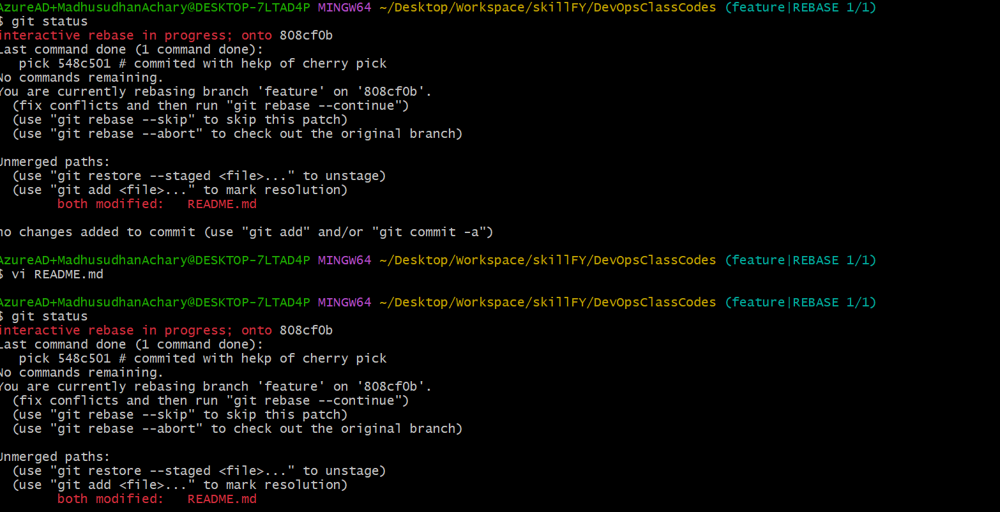 AzureAD+MadhusudhanAchary@DESKTOP-7LTAD4P MINGW64 ~/Desktop/Workspace/skillFY/DevOpsClassCodes (feature|REBASE 1/1)
$ git status
interactive rebase in progress; onto 808cf0b
Last command done (1 command done):
   pick 548c501 # commited with hekp of cherry pick
No commands remaining.
You are currently rebasing branch 'feature' on '808cf0b'.
  (fix conflicts and then run "git rebase --continue")
  (use "git rebase --skip" to skip this patch)
  (use "git rebase --abort" to check out the original branch)

Unmerged paths:
  (use "git restore --staged <file>..." to unstage)
  (use "git add <file>..." to mark resolution)
        both modified:   README.md

no changes added to commit (use "git add" and/or "git commit -a")

AzureAD+MadhusudhanAchary@DESKTOP-7LTAD4P MINGW64 ~/Desktop/Workspace/skillFY/DevOpsClassCodes (feature|REBASE 1/1)
$ vi README.md

AzureAD+MadhusudhanAchary@DESKTOP-7LTAD4P MINGW64 ~/Desktop/Workspace/skillFY/DevOpsClassCodes (feature|REBASE 1/1)
$ git status
interactive rebase in progress; onto 808cf0b
Last command done (1 command done):
   pick 548c501 # commited with hekp of cherry pick
No commands remaining.
You are currently rebasing branch 'feature' on '808cf0b'.
  (fix conflicts and then run "git rebase --continue")
  (use "git rebase --skip" to skip this patch)
  (use "git rebase --abort" to check out the original branch)

Unmerged paths:
  (use "git restore --staged <file>..." to unstage)
  (use "git add <file>..." to mark resolution)
        both modified:   README.md